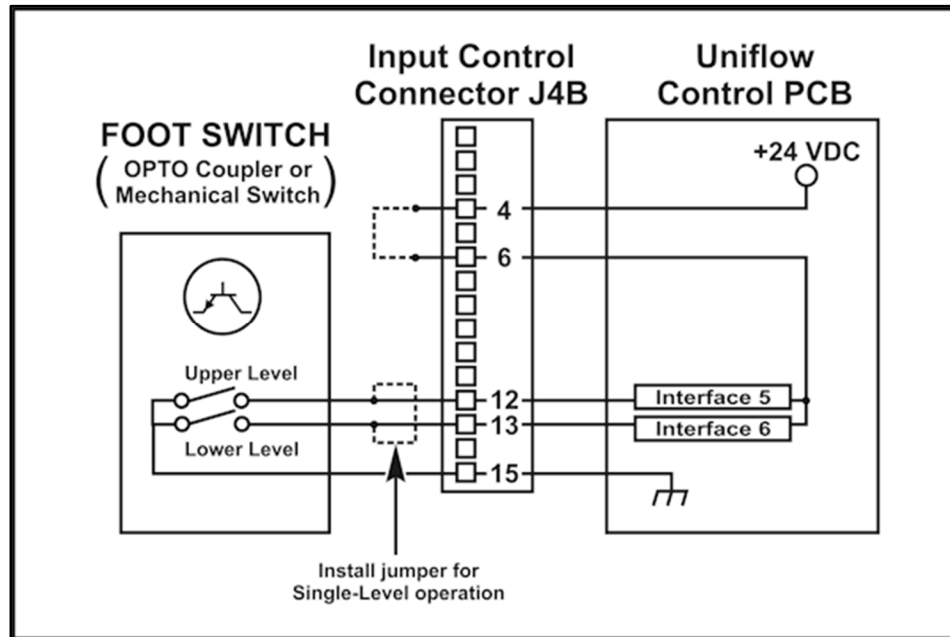 Input Control
Connector J4B
Uniflow
Control PCB
FOOT SWITCH
( OPTO Coupler or
Mechanical Switch )
+24 VDC
4
6
Upper Level
12
Interface 5
13
Interface 6
Lower Level
15
Install jumper for
Single-Level operation